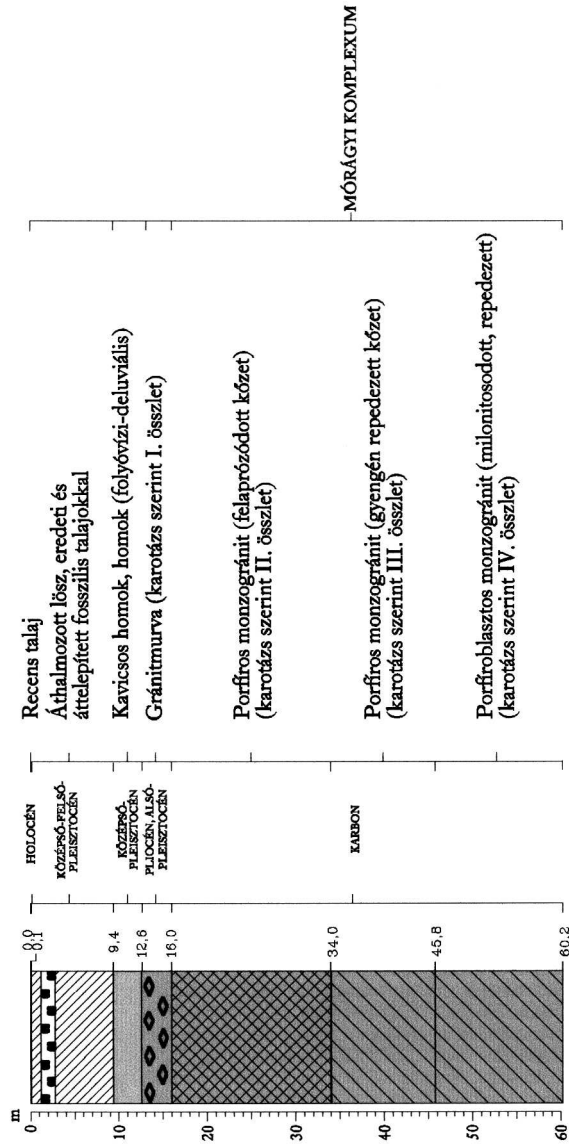 m
0
10
20
30
40
50
60
0,0
0,1
9,4
12,6
16,0
34,0
45,8
60,2
HOLOCÉN
KÖZÉPSŐ-FELSŐ-
PLEISZTOCÉN
KÖZÉPSŐ-
PLEISZTOCÉN
PLIOCÉN, ALSÓ-
PLEISZTOCÉN
KARBON
Recens talaj
Áthalmozott lösz, eredeti és
áttelepített fosszilis talajokkal
Kavicsos homok, homok (folyóvízi-deluviális)
Gránitmurva (karotázs szerint I. összlet)
Porfíros monzogránit (felaprózódott kőzet)
(karotázs szerint II. összlet)
Porfíros monzogránit (gyengén repedezett kőzet)
(karotázs szerint III. összlet)
Porfiroblasztos monzogránit (milonitosodott, repedezett)
(karotázs szerint IV. összlet)
MÓRÁGYI KOMPLEXUM